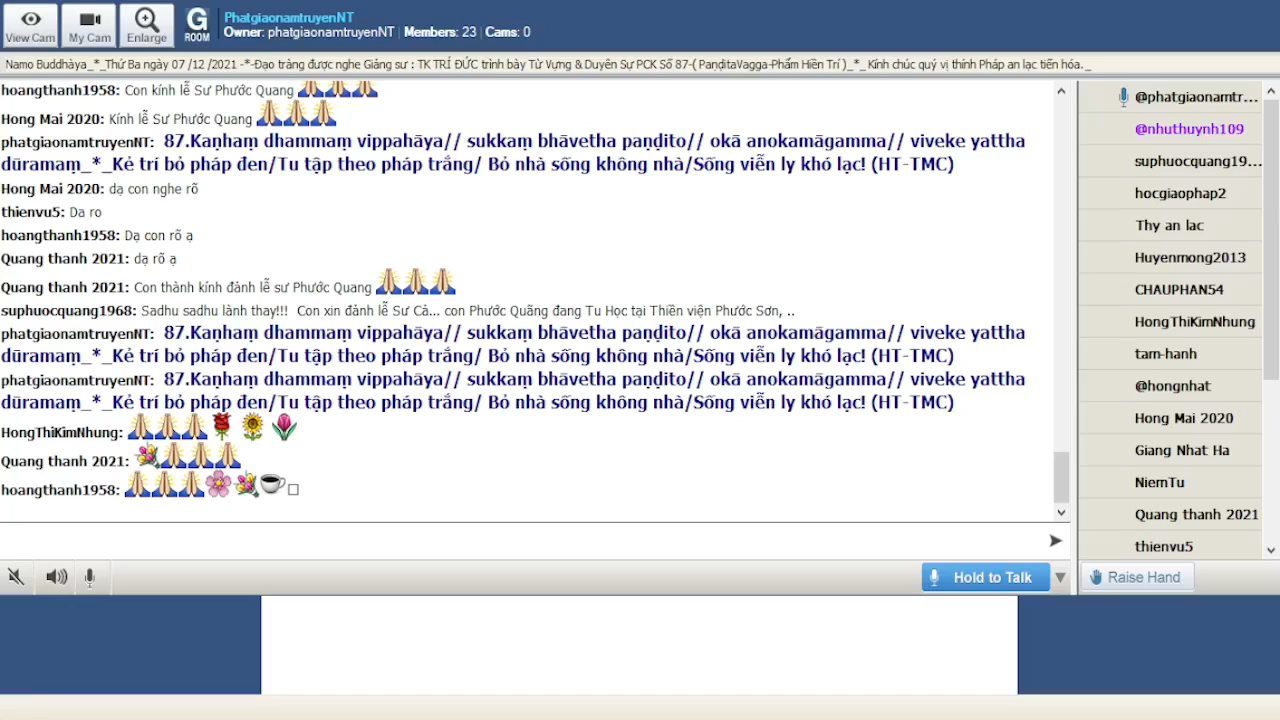 View Cam
My Cam
Enlarge
G
ROOM
PhatgiaonamtruyenNT
Owner: phatgiaonamtruyenNT | Members: 23 | Cams: 0
Namo Buddhàya_*_Thứ Ba ngày 07 /12 /2021 -*-Đạo tràng được nghe Giảng sư : TK TRÍ ĐỨC trình bày Từ Vựng & Duyên Sự PCK Số 87-( PaṇḍitaVagga-Phẩm Hiền Trí )_*_ Kính chúc quý vị thính Pháp an lạc tiến hóa._
hoangthanh1958: Con kính lễ Sư Phước Quang 🙏🙏🙏
Hong Mai 2020: Kính lễ Sư Phước Quang 🙏🙏🙏
phatgiaonamtruyenNT: 87.Kaṇhaṃ dhammaṃ vippahāya// sukkaṃ bhāvetha paṇḍito// okā anokamāgamma// viveke yattha
dūramaṃ_*_Kẻ trí bỏ pháp đen/Tu tập theo pháp trắng/ Bỏ nhà sống không nhà/Sống viễn ly khó lạc! (HT-TMC)
Hong Mai 2020: dạ con nghe rõ
thienvu5: Da ro
hoangthanh1958: Dạ con rõ ạ
Quang thanh 2021: dạ rõ ạ
Quang thanh 2021: Con thành kính đảnh lễ sư Phước Quang 🙏🙏🙏
suphuocquang1968: Sadhu sadhu lành thay!!! Con xin đảnh lễ Sư Cả... con Phước Quãng đang Tu Học tại Thiền viện Phước Sơn, ..
phatgiaonamtruyenNT: 87.Kaṇhaṃ dhammaṃ vippahāya// sukkaṃ bhāvetha paṇḍito// okā anokamāgamma// viveke yattha
dūramaṃ_*_Kẻ trí bỏ pháp đen/Tu tập theo pháp trắng/ Bỏ nhà sống không nhà/Sống viễn ly khó lạc! (HT-TMC)
phatgiaonamtruyenNT: 87.Kaṇhaṃ dhammaṃ vippahāya// sukkaṃ bhāvetha paṇḍito// okā anokamāgamma// viveke yattha
dūramaṃ_*_Kẻ trí bỏ pháp đen/Tu tập theo pháp trắng/ Bỏ nhà sống không nhà/Sống viễn ly khó lạc! (HT-TMC)
HongThiKimNhung: 🙏🙏🙏🌹🌻🌷
Quang thanh 2021: 💐🙏🙏🙏
hoangthanh1958: 🙏🙏🙏🌸💐☕□
Hold to Talk
@phatgiaonamtr...
@nhuthuynh109
suphuocquang19...
hocgiaophap2
Thy an lac
Huyenmong2013
CHAUPHAN54
HongThiKimNhung
tam-hanh
@hongnhat
Hong Mai 2020
Giang Nhat Ha
NiemTu
Quang thanh 2021
thienvu5
Raise Hand